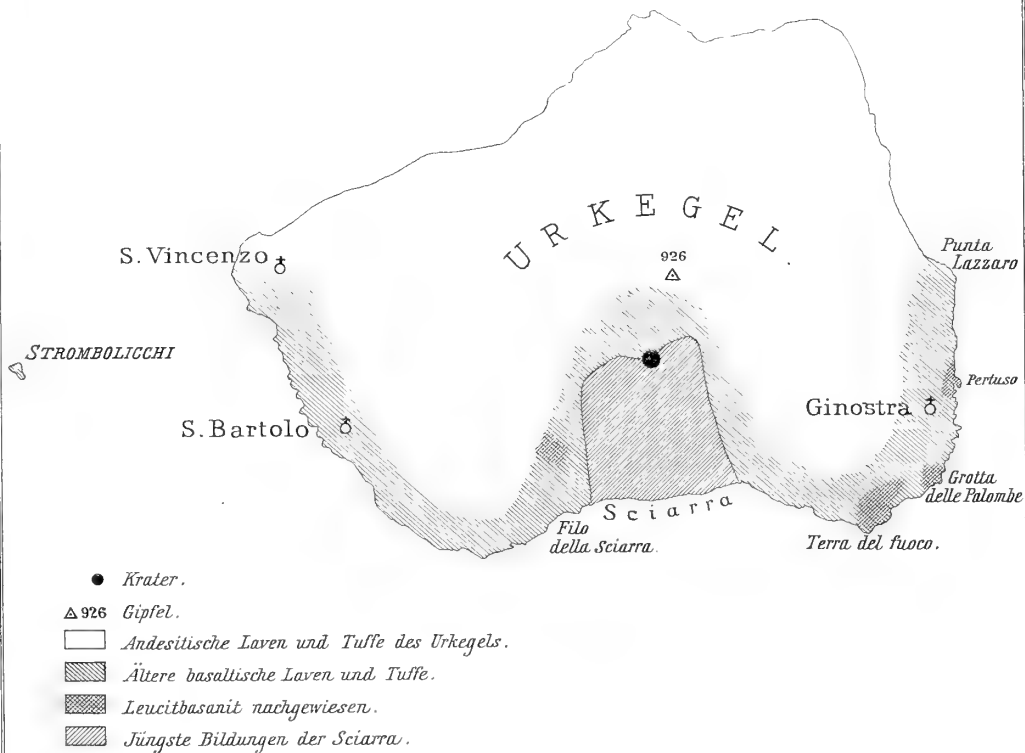 URKEGEL.
926
S. Vincenzo
Punta
Lazzaro
STROMBOLICCHI
Pertuso
Ginostra
S. Bartolo
Grotta
delle Palombe
Sciarra
Filo
della Sciarra.
Terra del fuoco.
Krater.
926 Gipfel.
Andesitische Laven und Tuffe des Urkegels.
Ältere basaltische Laven und Tuffe.
Leucitbasanit nachgewiesen.
Jüngste Bildungen der Sciarra.